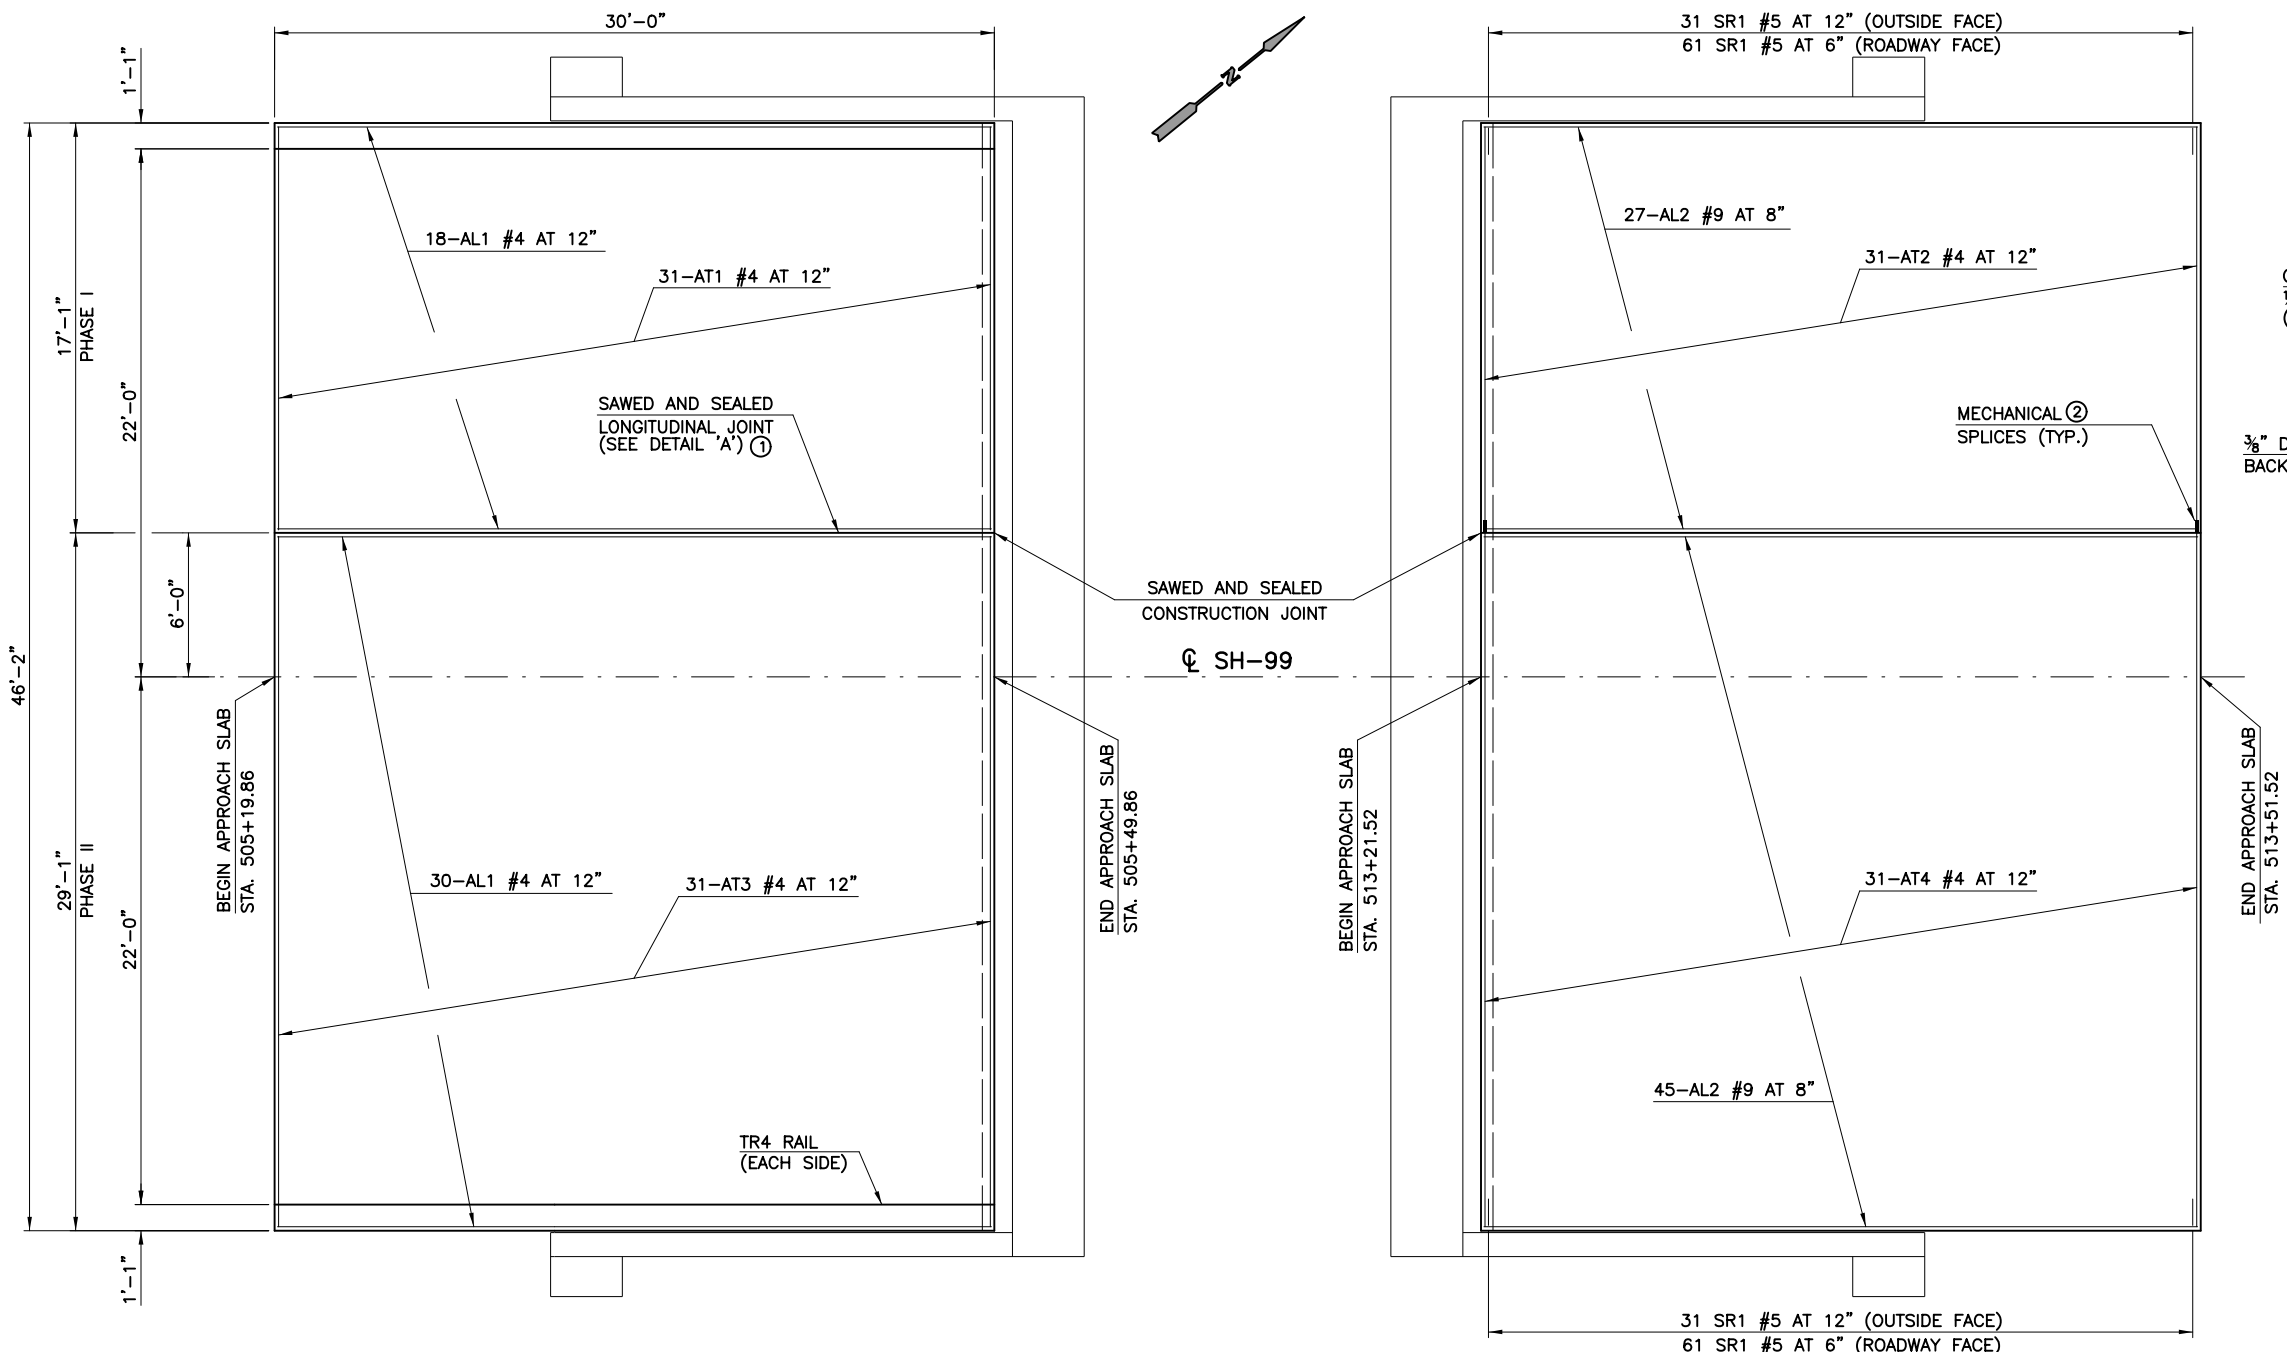 30'-0"
31 SR1 #5 AT 12" (OUTSIDE FACE)
61 SR1 #5 AT 6" (ROADWAY FACE)
1'-1"
N
17'-1"
PHASE I
22'-0"
18-AL1 #4 AT 12"
31-AT1 #4 AT 12"
27-AL2 #9 AT 8"
31-AT2 #4 AT 12"
SAWED AND SEALED
LONGITUDINAL JOINT
(SEE DETAIL 'A') ①
MECHANICAL ②
SPLICES (TYP.)
⅜" D
BACK
6'-0"
46'-2"
SAWED AND SEALED
CONSTRUCTION JOINT
℄ SH-99
BEGIN APPROACH SLAB
STA. 505+19.86
END APPROACH SLAB
STA. 505+49.86
BEGIN APPROACH SLAB
STA. 513+21.52
END APPROACH SLAB
STA. 513+51.52
29'-1"
PHASE II
22'-0"
30-AL1 #4 AT 12"
31-AT3 #4 AT 12"
31-AT4 #4 AT 12"
45-AL2 #9 AT 8"
TR4 RAIL
(EACH SIDE)
1'-1"
31 SR1 #5 AT 12" (OUTSIDE FACE)
61 SR1 #5 AT 6" (ROADWAY FACE)